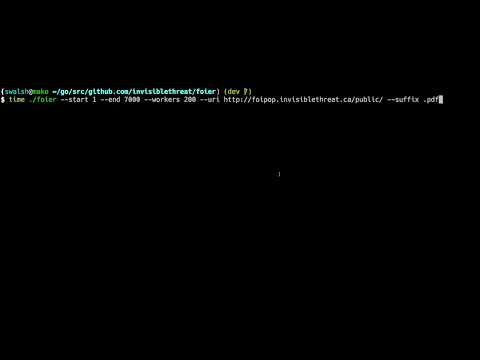 (swalsh@mako ~/go/src/github.com/invisiblethreat/foier) (dev ?)
$ time ./foier --start 1 --end 7000 --workers 200 --uri http://foipop.invisiblethreat.ca/public/ --suffix .pdf